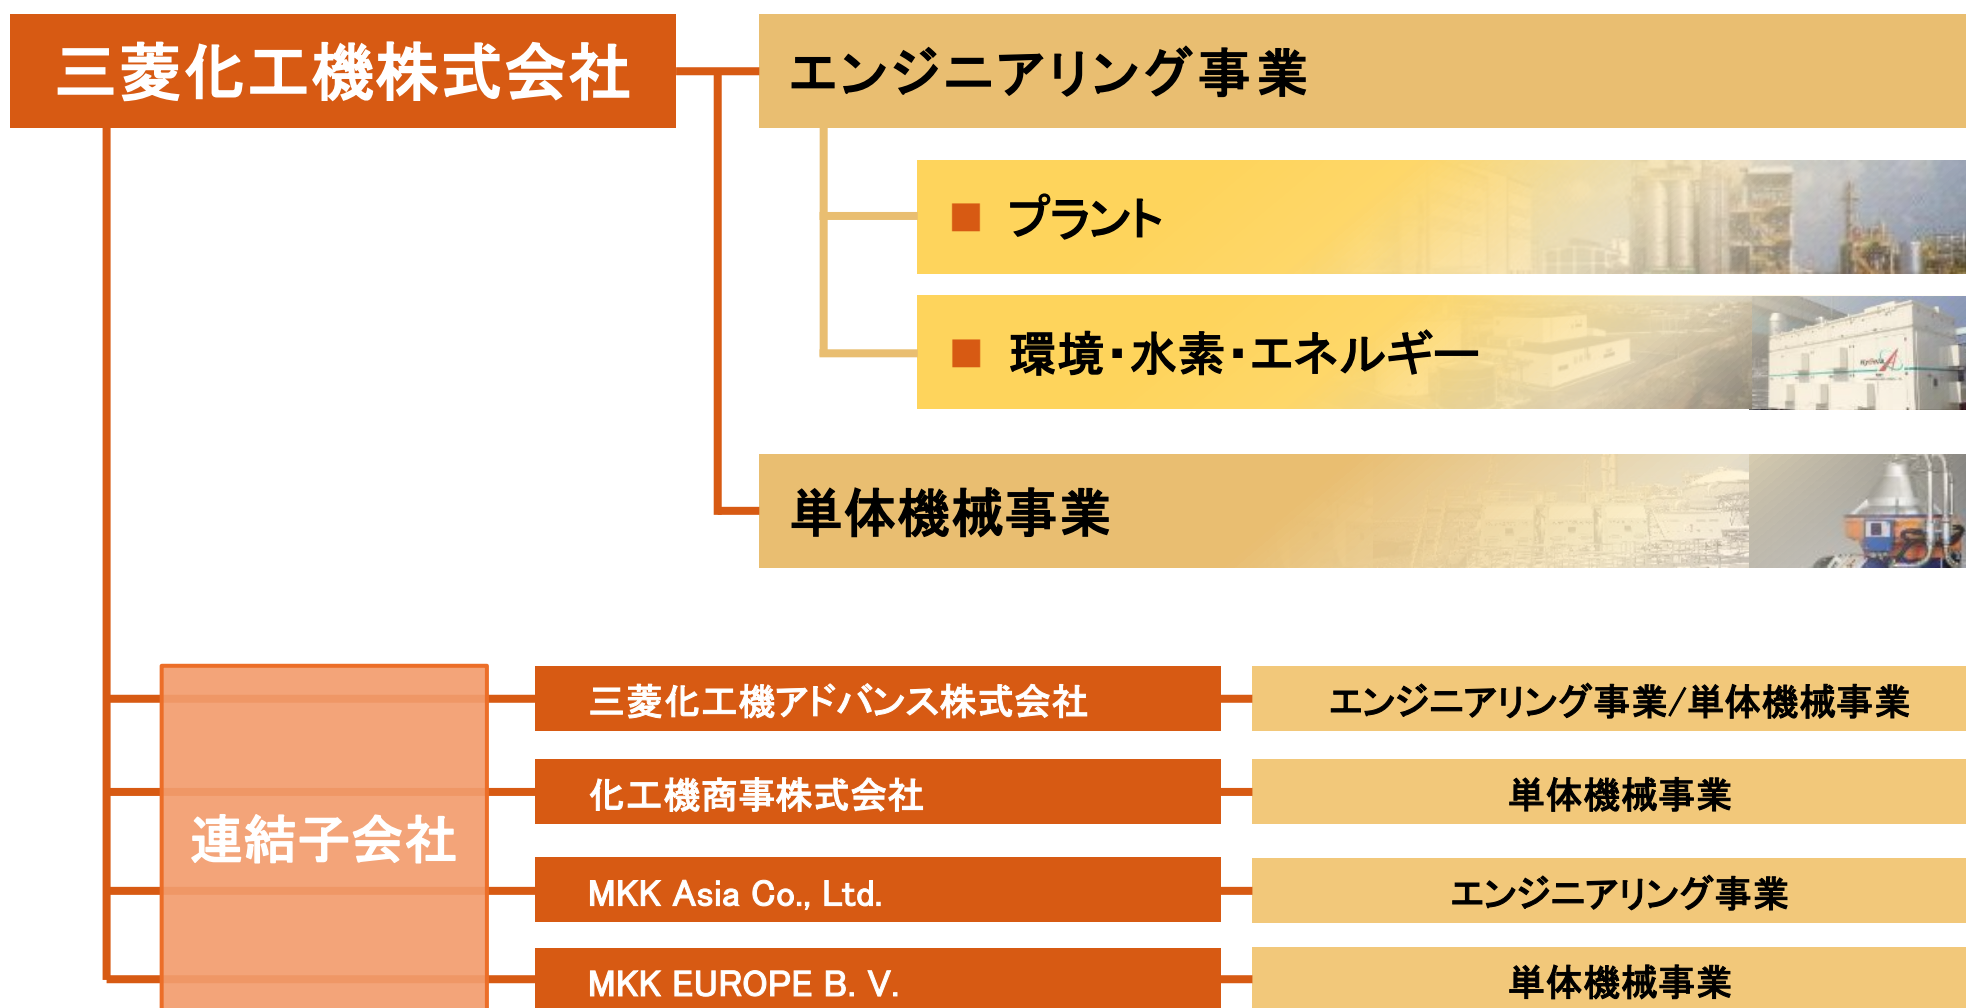 三菱化工機株式会社
エンジニアリング事業
■ プラント
■ 環境・水素・エネルギー
単体機械事業
連結子会社
三菱化工機アドバンス株式会社
エンジニアリング事業/単体機械事業
化工機商事株式会社
単体機械事業
MKK Asia Co., Ltd.
エンジニアリング事業
MKK EUROPE B. V.
単体機械事業